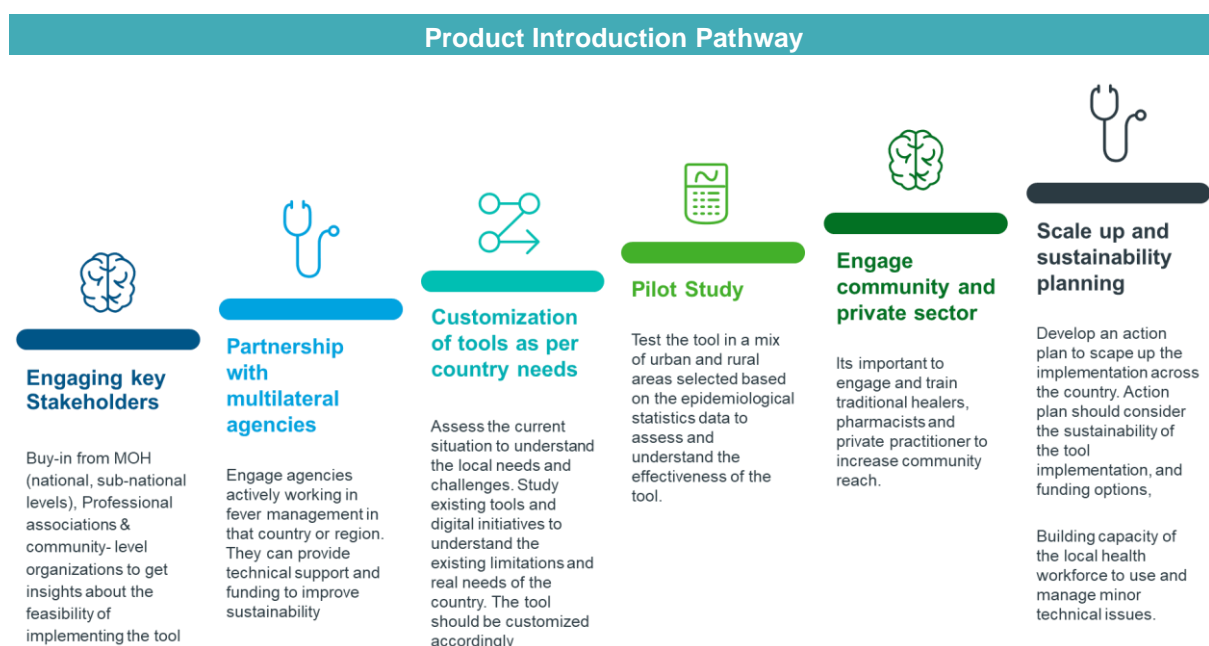 Product Introduction Pathway
Engaging key
Stakeholders
Buy-in from MOH
(national, sub-national
levels), Professional
associations &
community- level
organizations to get
insights about the
feasibility of
implementing the tool
Partnership
with
multilateral
agencies
Engage agencies
actively working in
fever management in
that country or region.
They can provide
technical support and
funding to improve
sustainability
Customization
of tools as per
country needs
Assess the current
situation to understand
the local needs and
challenges. Study
existing tools and
digital initiatives to
understand the
existing limitations and
real needs of the
country. The tool
should be customized
accordingly
Pilot Study
Test the tool in a mix
of urban and rural
areas selected based
on the epidemiological
statistics data to
assess and
understand the
effectiveness of the
tool.
Engage
community and
private sector
Its important to
engage and train
traditional healers,
pharmacists and
private practitioner to
increase community
reach.
Scale up and
sustainability
planning
Develop an action
plan to scape up the
implementation across
the country. Action
plan should consider
the sustainability of
the tool
implementation, and
funding options,
Building capacity of
the local health
workforce to use and
manage minor
technical issues.